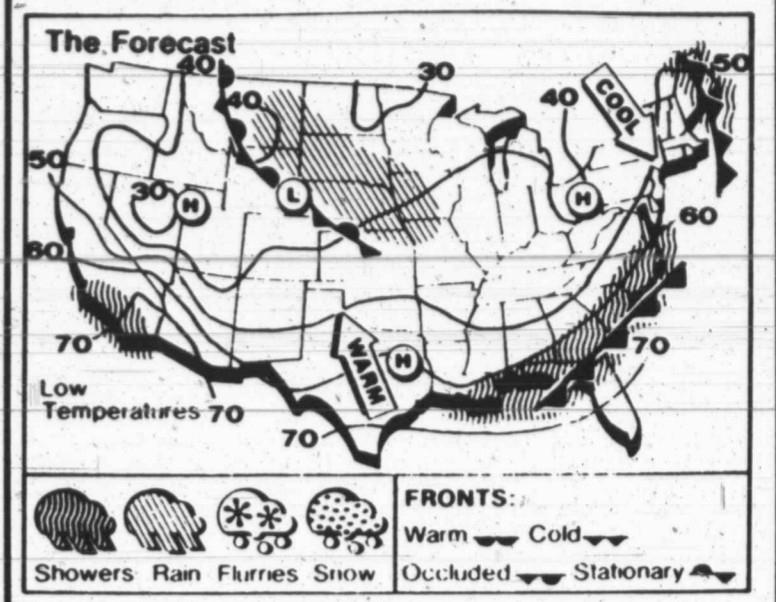 The Forecast
40
30
50
40
40
COOL
50
30
H
L
H
60
60
70
WARM
H
70
Low
Temperatures 70
70
Showers Rain Flurries Snow
FRONTS:
Warm Cold
Occluded Stationary